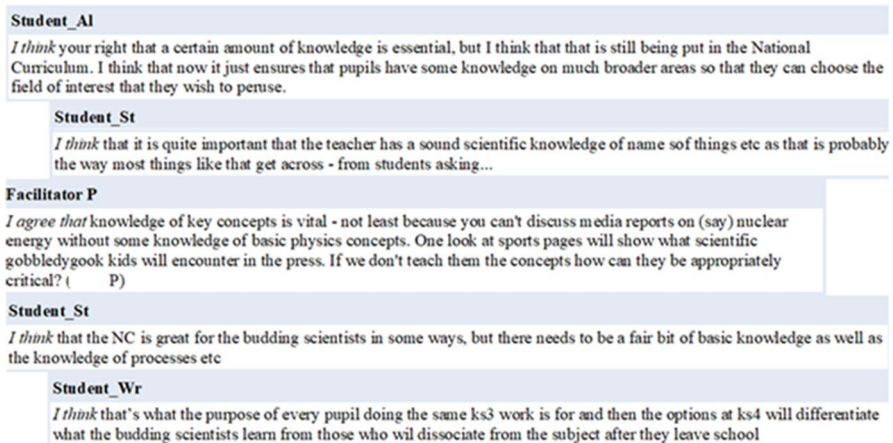 Student_Al
I think your right that a certain amount of knowledge is essential, but I think that that is still being put in the National
Curriculum. I think that now it just ensures that pupils have some knowledge on much broader areas so that they can choose the
field of interest that they wish to peruse.
Student_St
I think that it is quite important that the teacher has a sound scientific knowledge of name sof things etc as that is probably
the way most things like that get across - from students asking...
Facilitator P
I agree that knowledge of key concepts is vital - not least because you can't discuss media reports on (say) nuclear
energy without some knowledge of basic physics concepts. One look at sports pages will show what scientific
gobbledygook kids will encounter in the press. If we don't teach them the concepts how can they be appropriately
critical? ( P)
Student_St
I think that the NC is great for the budding scientists in some ways, but there needs to be a fair bit of basic knowledge as well as
the knowledge of processes etc
Student_Wr
I think that's what the purpose of every pupil doing the same ks3 work is for and then the options at ks4 will differentiate
what the budding scientists learn from those who wil dissociate from the subject after they leave school